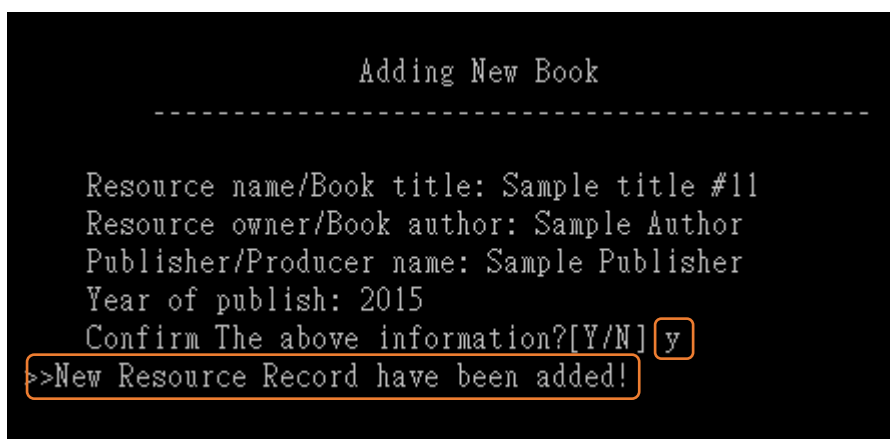 Adding New Book
---------------------------------------------
Resource name/Book title: Sample title #11
Resource owner/Book author: Sample Author
Publisher/Producer name: Sample Publisher
Year of publish: 2015
Confirm The above information?[Y/N] y
>>New Resource Record have been added!